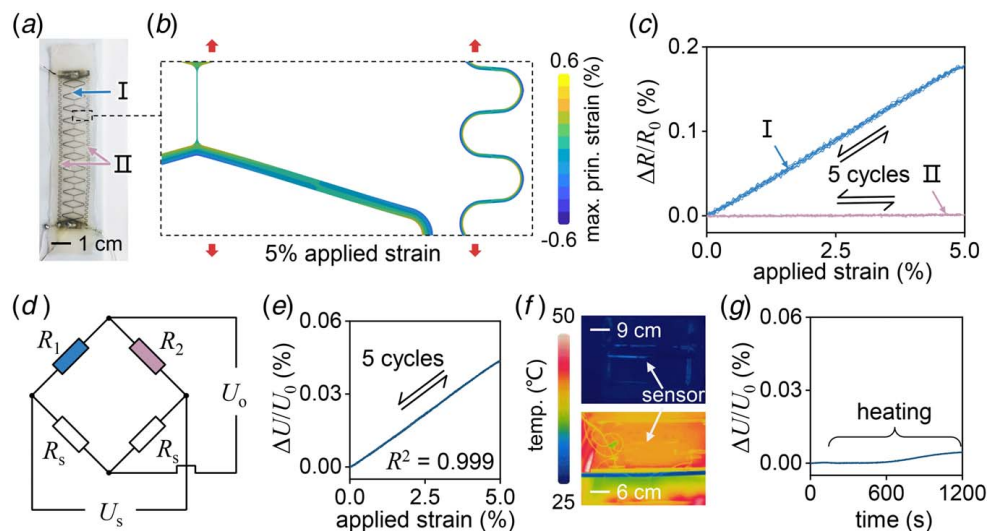 (a)
I
II
1 cm
(b)
5% applied strain
0.6
max. prin. strain (%)
-0.6
(c)
0.2
0.1
0.0
ΔR/R₀ (%)
I
5 cycles
II
0.0 2.5 5.0
applied strain (%)
(d)
R₁
R₂
Rₛ
Rₛ
Uₒ
Uₛ
(e)
0.06
0.03
0.00
ΔU/U₀ (%)
5 cycles
R² = 0.999
0.0 2.5 5.0
applied strain (%)
(f)
50
temp. (℃)
25
9 cm
sensor
6 cm
(g)
0.06
0.03
0.00
ΔU/U₀ (%)
heating
0 600 1200
time (s)